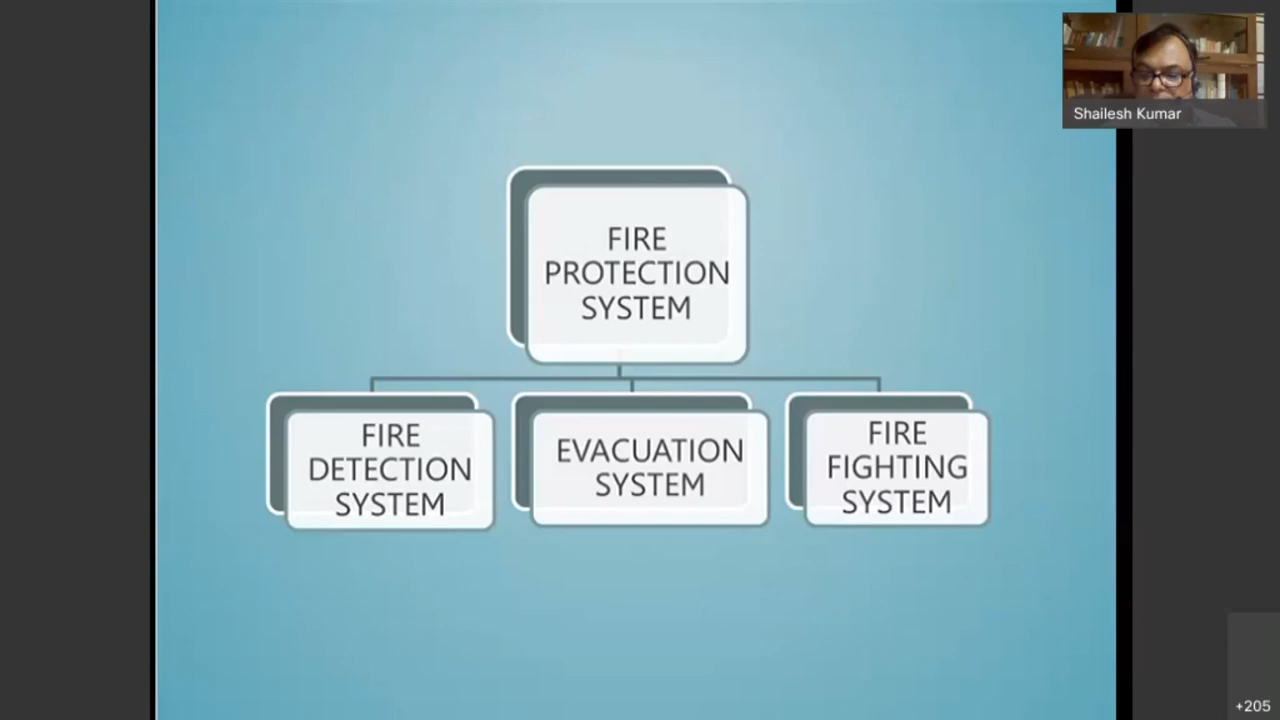 Shailesh Kumar
FIRE
PROTECTION
SYSTEM
FIRE
DETECTION
SYSTEM
EVACUATION
SYSTEM
FIRE
FIGHTING
SYSTEM
+205